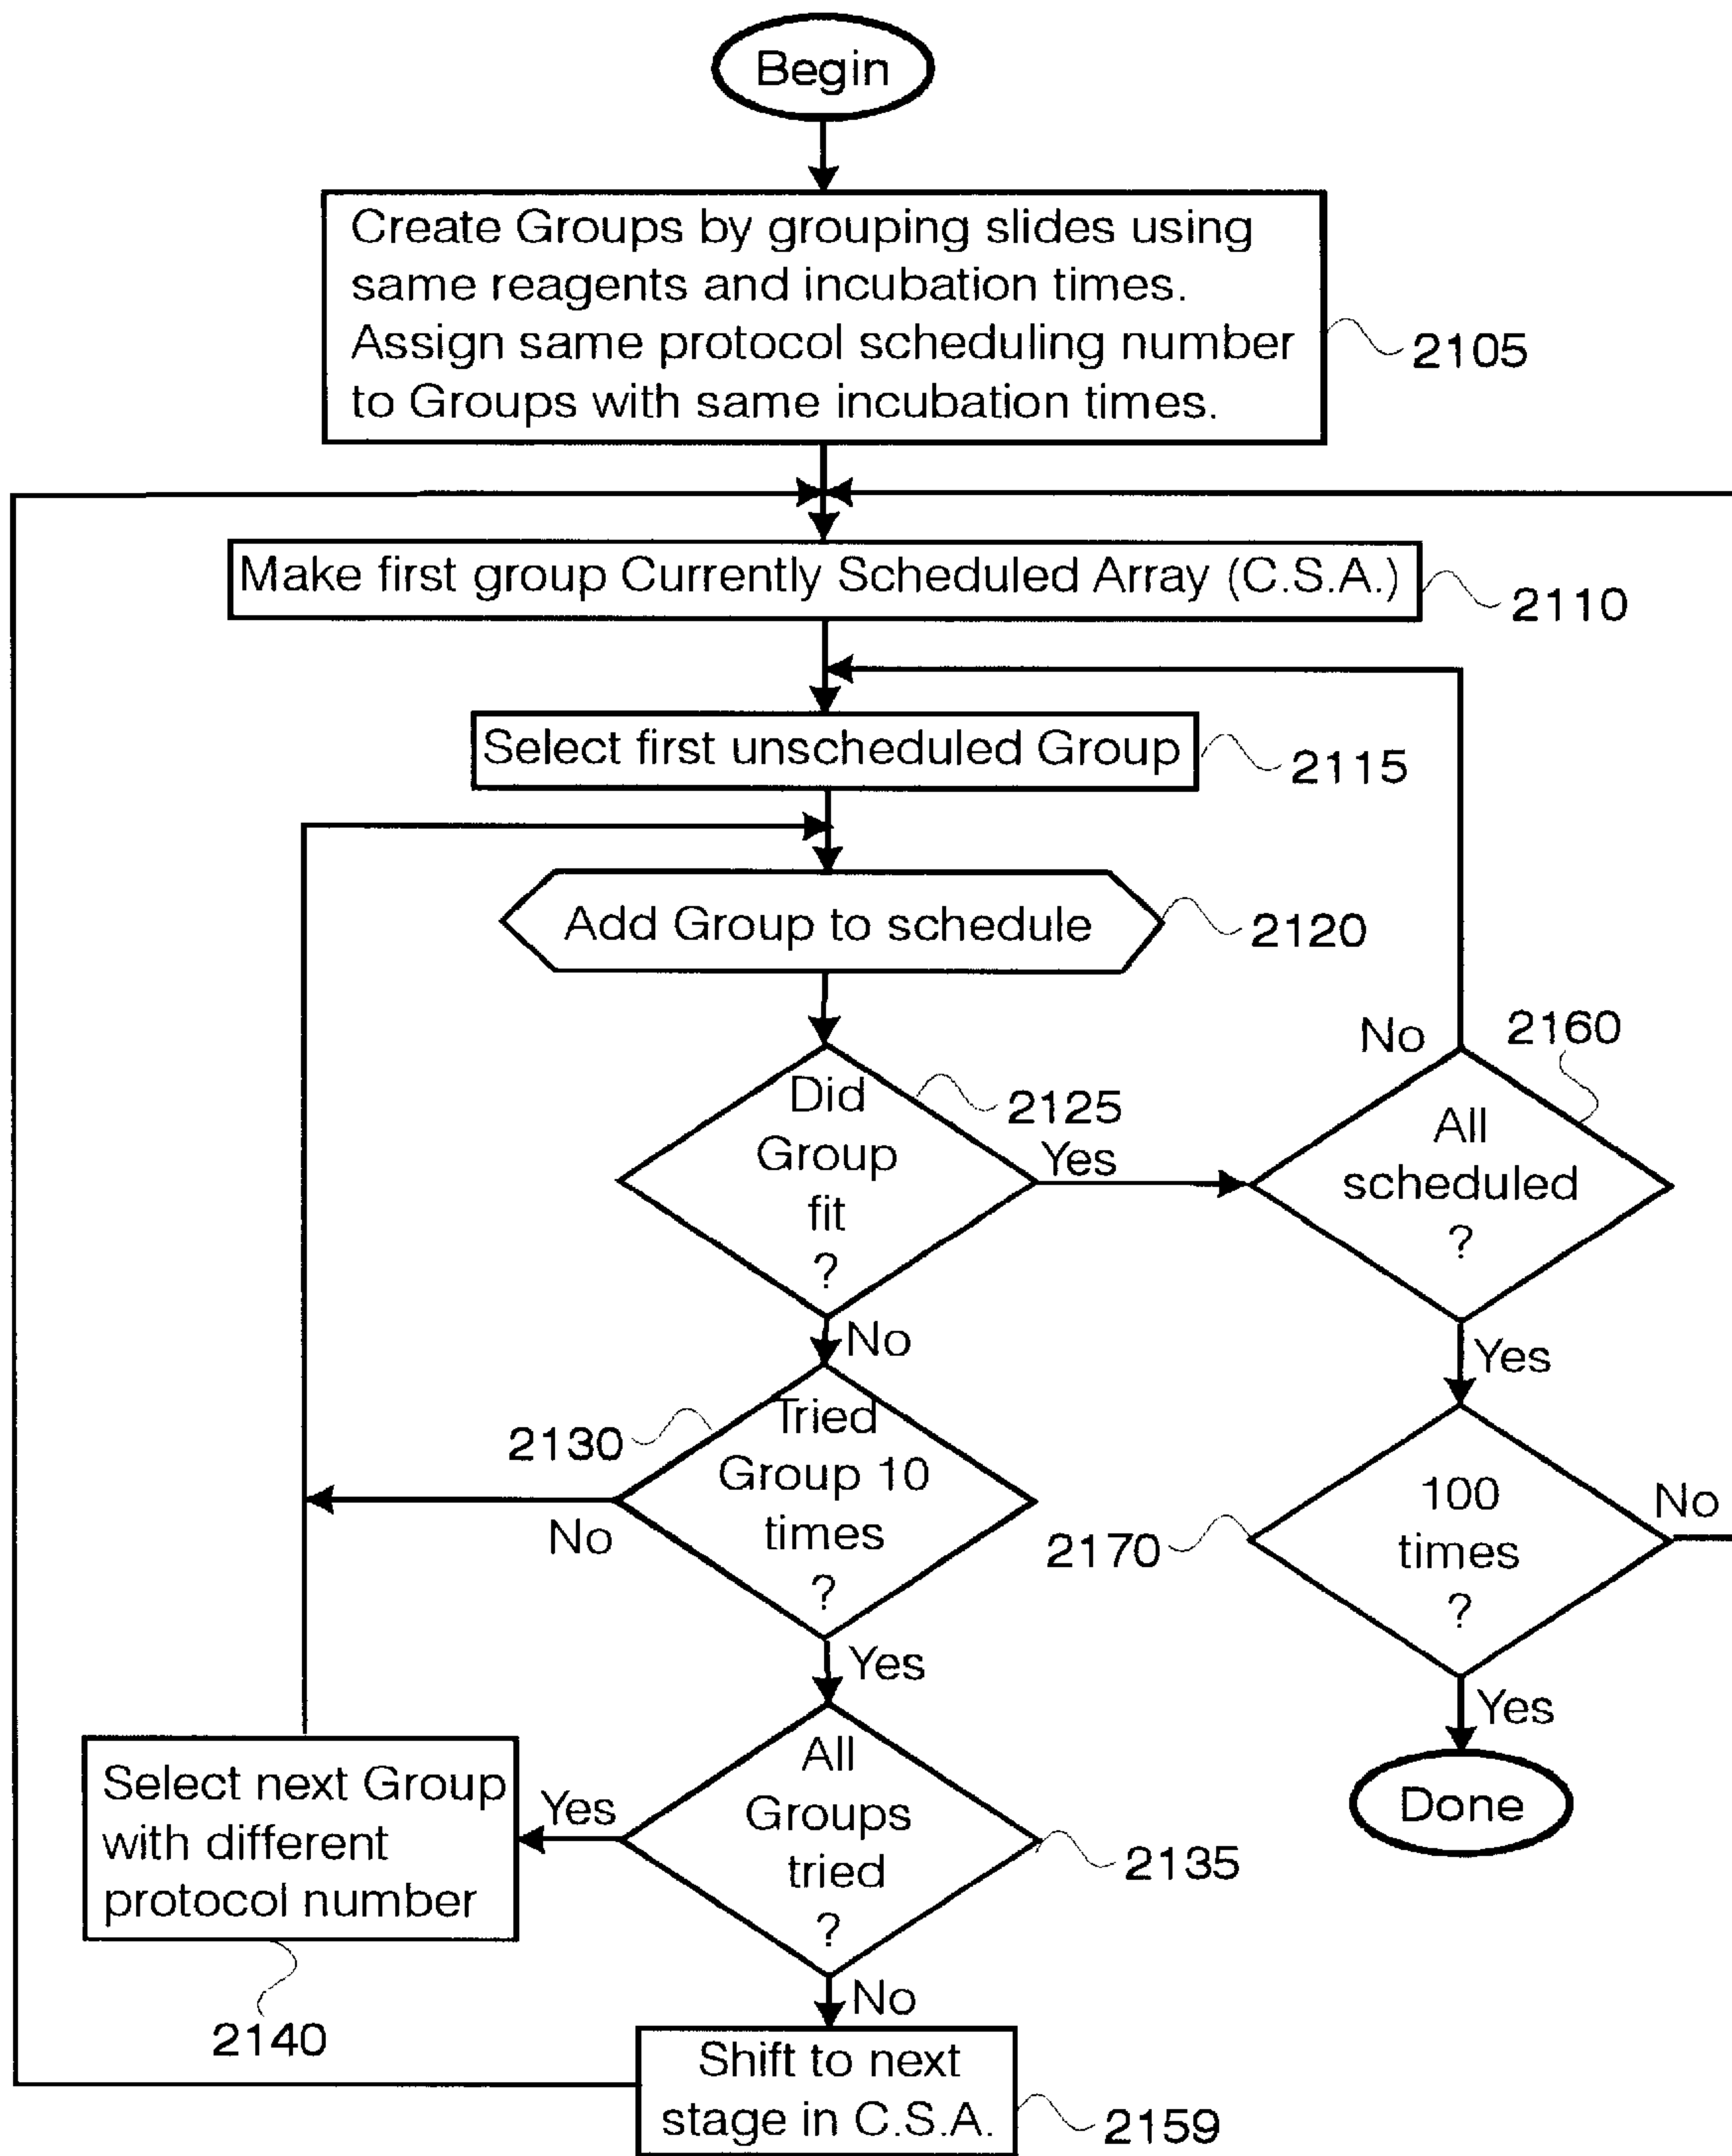 Begin
Create Groups by grouping slides using
same reagents and incubation times.
Assign same protocol scheduling number
to Groups with same incubation times.
2105
Make first group Currently Scheduled Array (C.S.A.)
2110
Select first unscheduled Group
2115
Add Group to schedule
2120
Did
Group
fit
?
2125
Yes
No
2160
All
scheduled
?
No
Yes
2130
Tried
Group 10
times
?
No
Yes
2170
100
times
?
No
Yes
Done
All
Groups
tried
?
2135
Yes
No
Select next Group
with different
protocol number
2140
Shift to next
stage in C.S.A.
2159